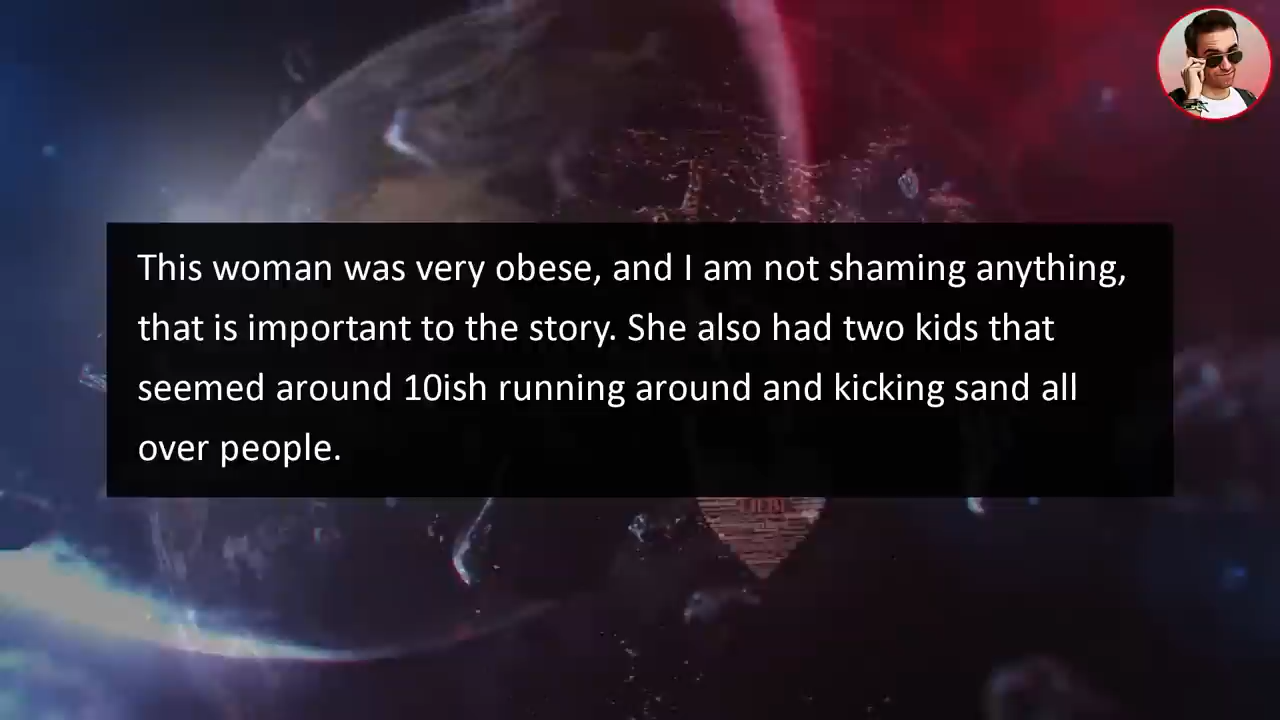 This woman was very obese, and I am not shaming anything,
that is important to the story. She also had two kids that
seemed around 10ish running around and kicking sand all
over people.